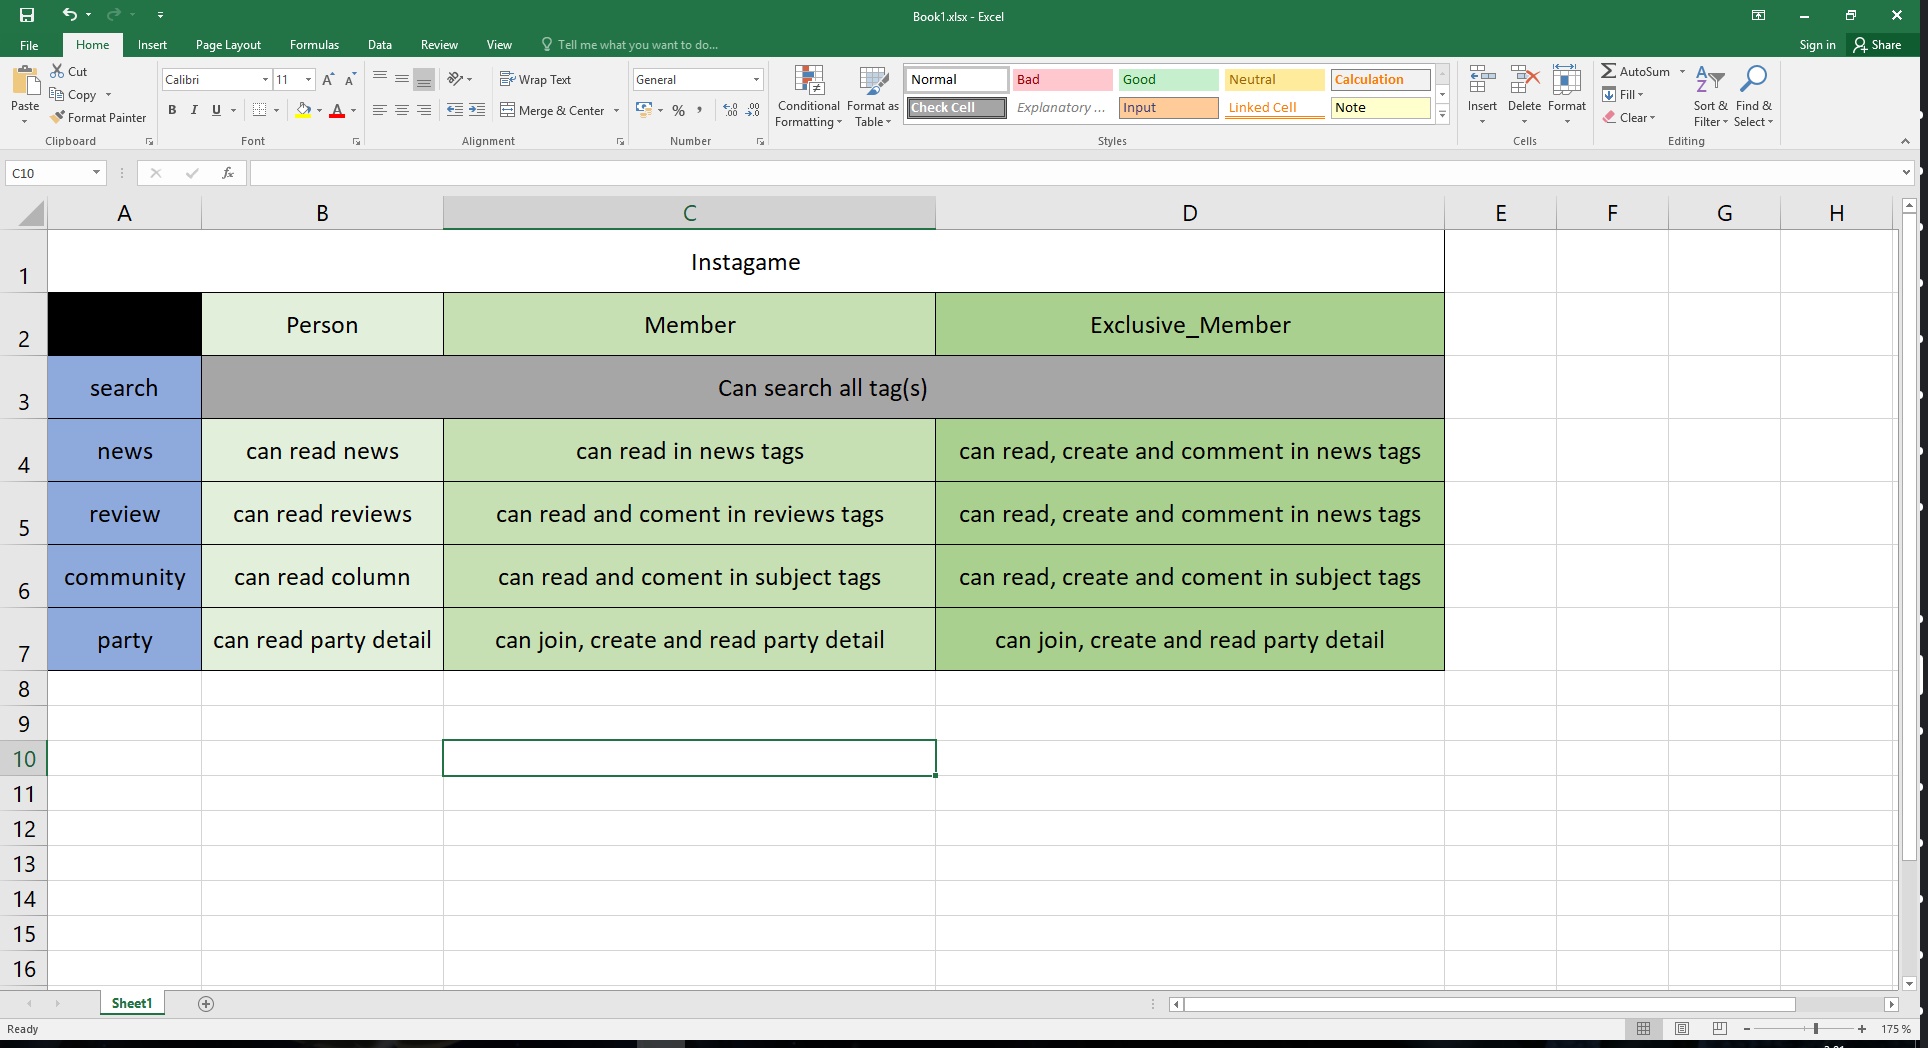 Book1.xlsx - Excel
File Home Insert Page Layout Formulas Data Review View Tell me what you want to do... Sign in Share
Paste
Cut
Copy
Format Painter
Clipboard
Calibri 11
B I U
Font
Wrap Text
Merge & Center
Alignment
General
%
Number
Conditional Formatting
Format as Table
Normal Bad Good Neutral Calculation
Check Cell Explanatory ... Input Linked Cell Note
Styles
Insert Delete Format
Cells
AutoSum
Fill
Clear
Sort & Filter
Find & Select
Editing
C10 fx
A B C D E F G H
1 Instagame
2 Person Member Exclusive_Member
3 search Can search all tag(s)
4 news can read news can read in news tags can read, create and comment in news tags
5 review can read reviews can read and coment in reviews tags can read, create and comment in news tags
6 community can read column can read and coment in subject tags can read, create and coment in subject tags
7 party can read party detail can join, create and read party detail can join, create and read party detail
8
9
10
11
12
13
14
15
16
Sheet1
Ready 175 %